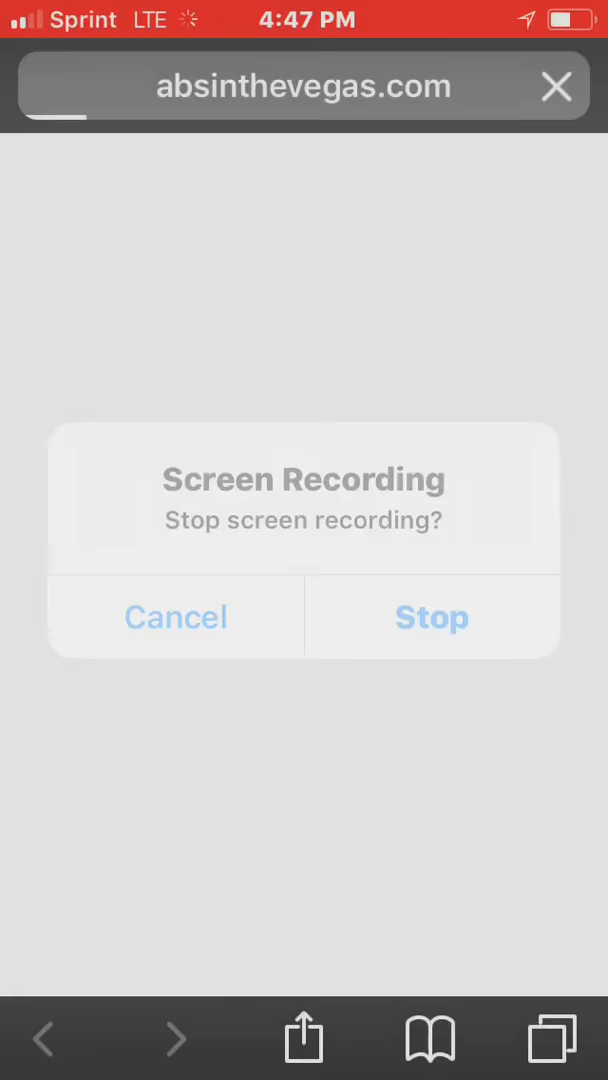 Sprint LTE 4:47 PM
absinthevegas.com
Screen Recording
Stop screen recording?
Cancel Stop